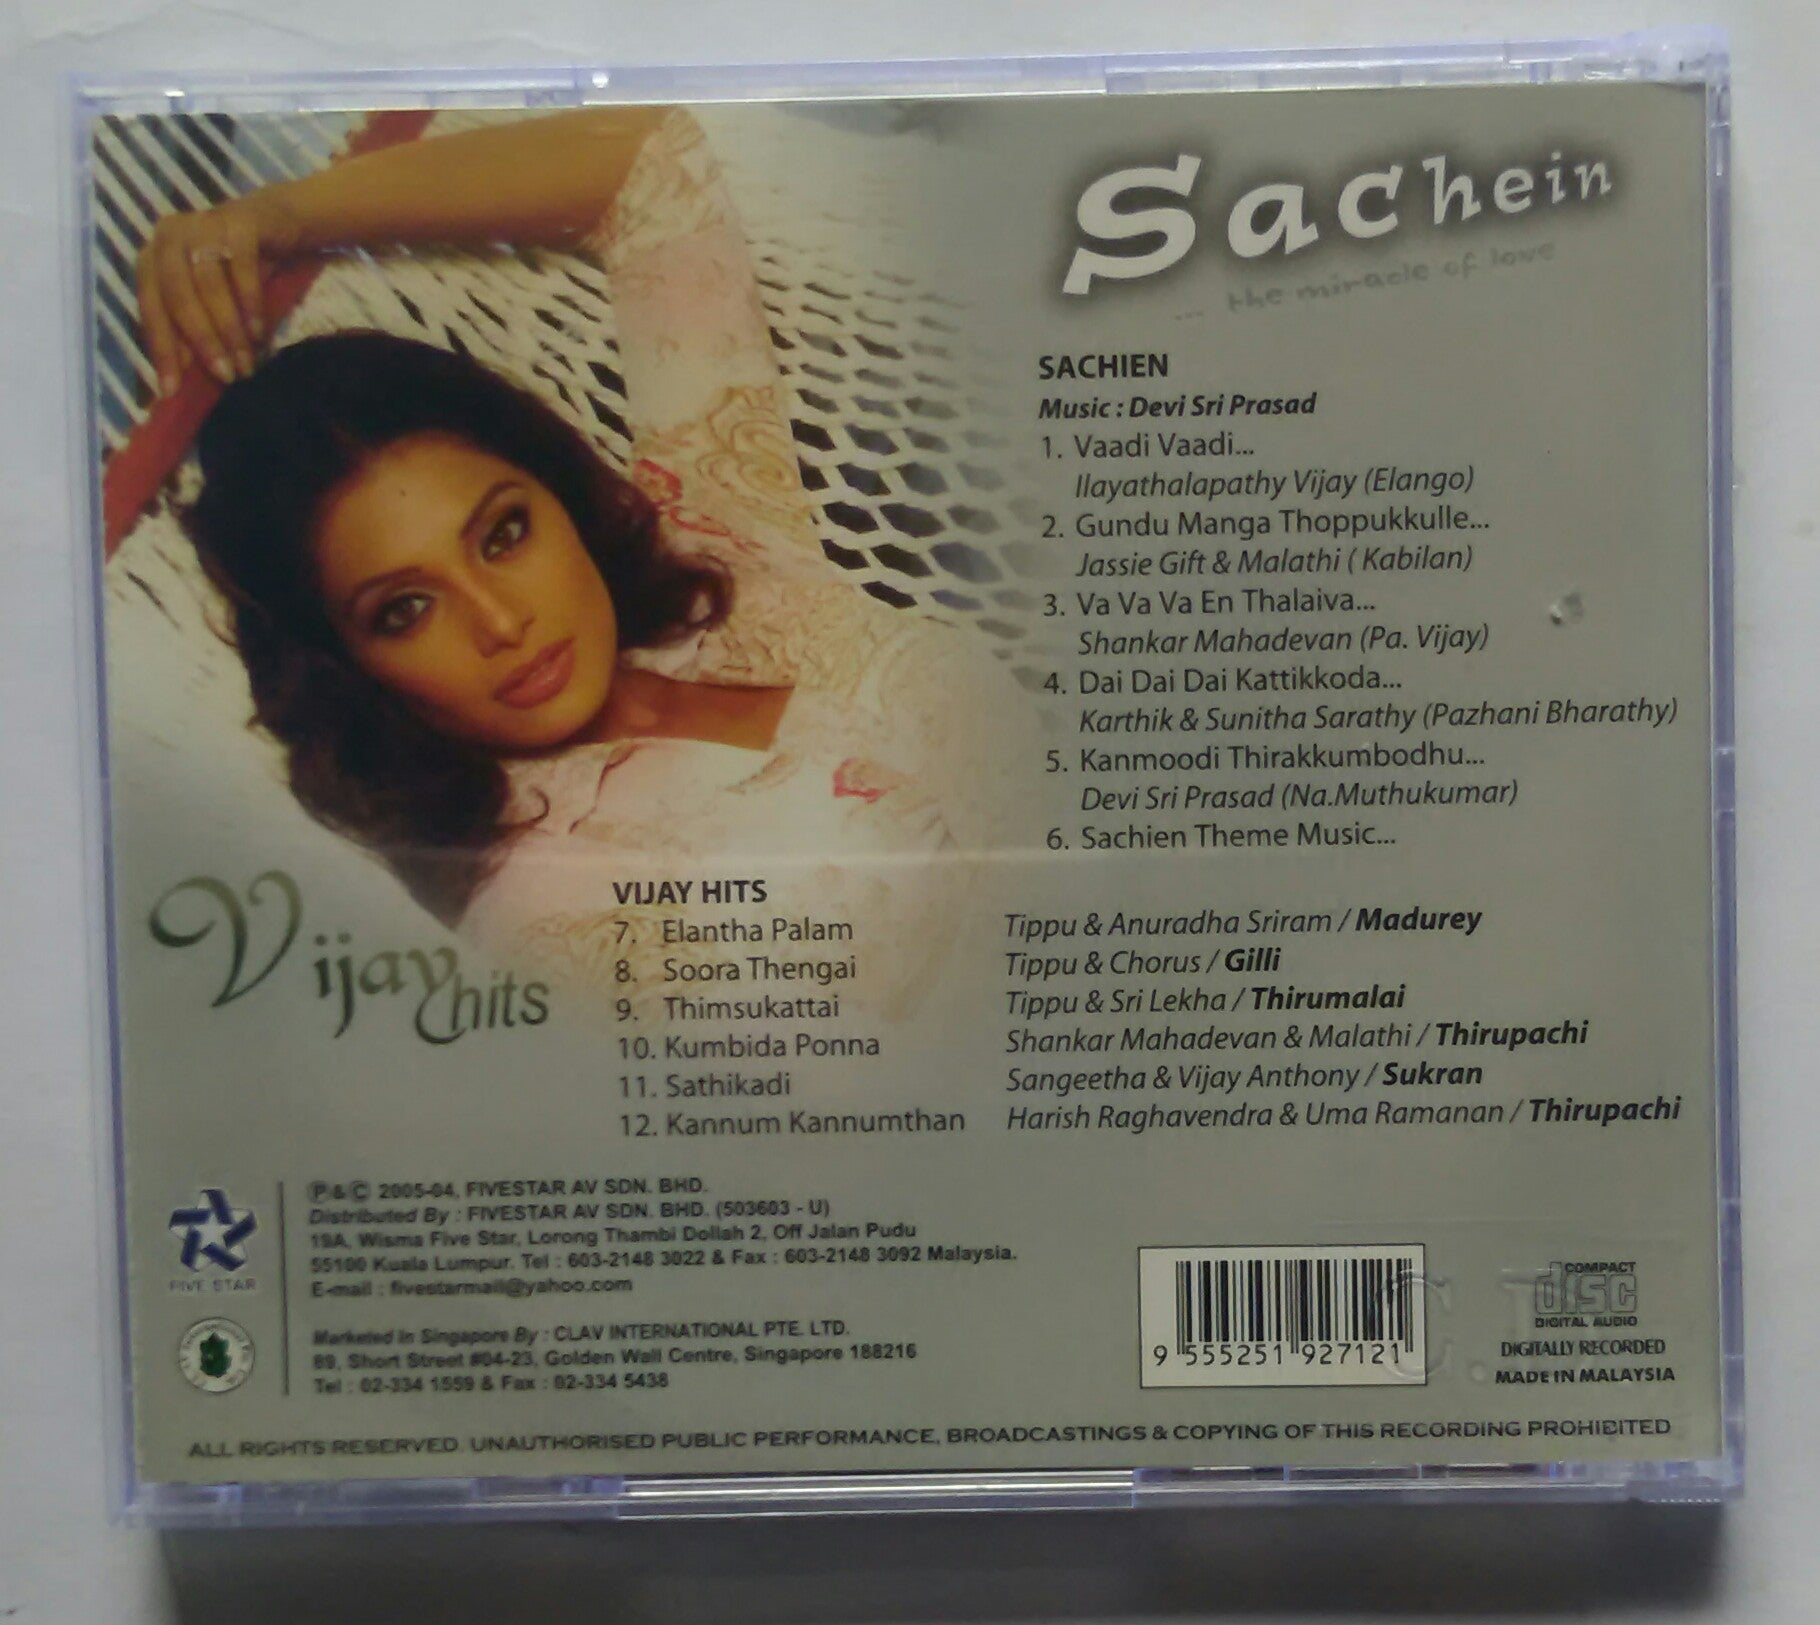 Sachein
... the miracle of love
SACHIEN
Music : Devi Sri Prasad
1. Vaadi Vaadi...
Ilayathalapathy Vijay (Elango)
2. Gundu Manga Thoppukkulle...
Jassie Gift & Malathi ( Kabilan)
3. Va Va Va En Thalaiva...
Shankar Mahadevan (Pa. Vijay)
4. Dai Dai Dai Kattikkoda...
Karthik & Sunitha Sarathy (Pazhani Bharathy)
5. Kanmoodi Thirakkumbodhu...
Devi Sri Prasad (Na.Muthukumar)
6. Sachien Theme Music...
Vijay hits
VIJAY HITS
7. Elantha Palam Tippu & Anuradha Sriram / Madurey
8. Soora Thengai Tippu & Chorus / Gilli
9. Thimsukattai Tippu & Sri Lekha / Thirumalai
10. Kumbida Ponna Shankar Mahadevan & Malathi / Thirupachi
11. Sathikadi Sangeetha & Vijay Anthony / Sukran
12. Kannum Kannumthan Harish Raghavendra & Uma Ramanan / Thirupachi
FIVE STAR
P & C 2005-04, FIVESTAR AV SDN. BHD.
Distributed By : FIVESTAR AV SDN. BHD. (503603 - U)
19A, Wisma Five Star, Lorong Thambi Dollah 2, Off Jalan Pudu
55100 Kuala Lumpur. Tel : 603-2148 3022 & Fax : 603-2148 3092 Malaysia.
E-mail : fivestarmail@yahoo.com
Marketed In Singapore By : CLAV INTERNATIONAL PTE. LTD.
89, Short Street #04-23, Golden Wall Centre, Singapore 188216
Tel : 02-334 1559 & Fax : 02-334 5438
9 555251 927121
COMPACT
disc
DIGITAL AUDIO
DIGITALLY RECORDED
MADE IN MALAYSIA
ALL RIGHTS RESERVED. UNAUTHORISED PUBLIC PERFORMANCE, BROADCASTINGS & COPYING OF THIS RECORDING PROHIBITED